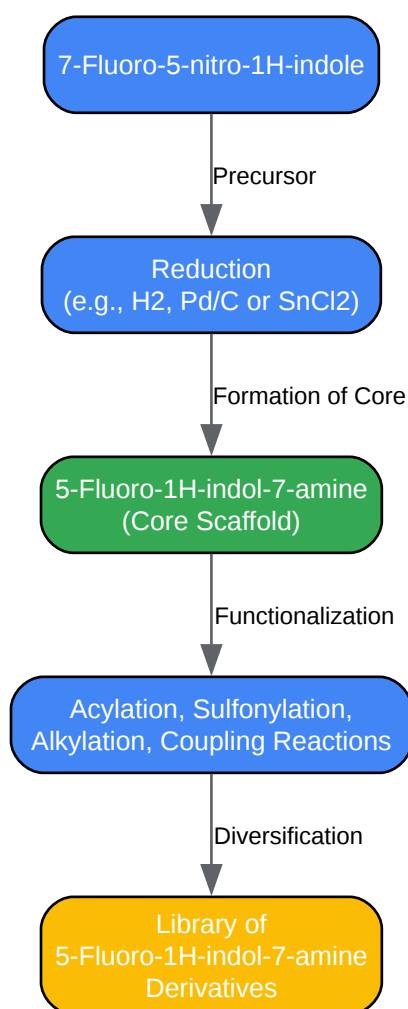 7-Fluoro-5-nitro-1H-indole
Precursor
Reduction
(e.g., H2, Pd/C or SnCl2)
Formation of Core
5-Fluoro-1H-indol-7-amine
(Core Scaffold)
Functionalization
Acylation, Sulfonylation,
Alkylation, Coupling Reactions
Diversification
Library of
5-Fluoro-1H-indol-7-amine
Derivatives